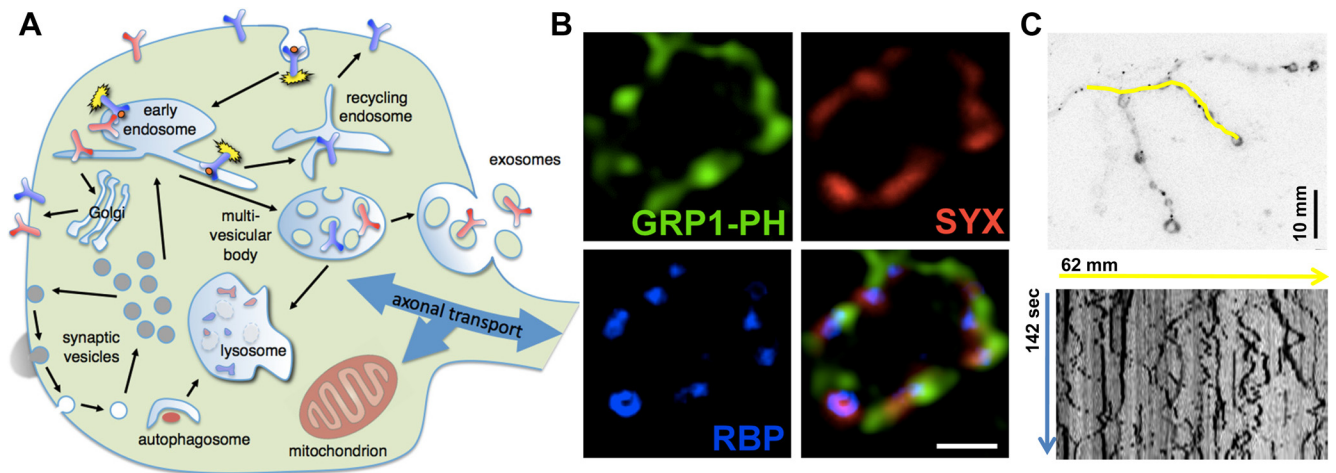 A
early
endosome
recycling
endosome
exosomes
Golgi
multi-
vesicular
body
axonal transport
synaptic
vesicles
lysosome
autophagosome
mitochondrion
B
GRP1-PH
SYX
RBP
C
10 mm
62 mm
142 sec